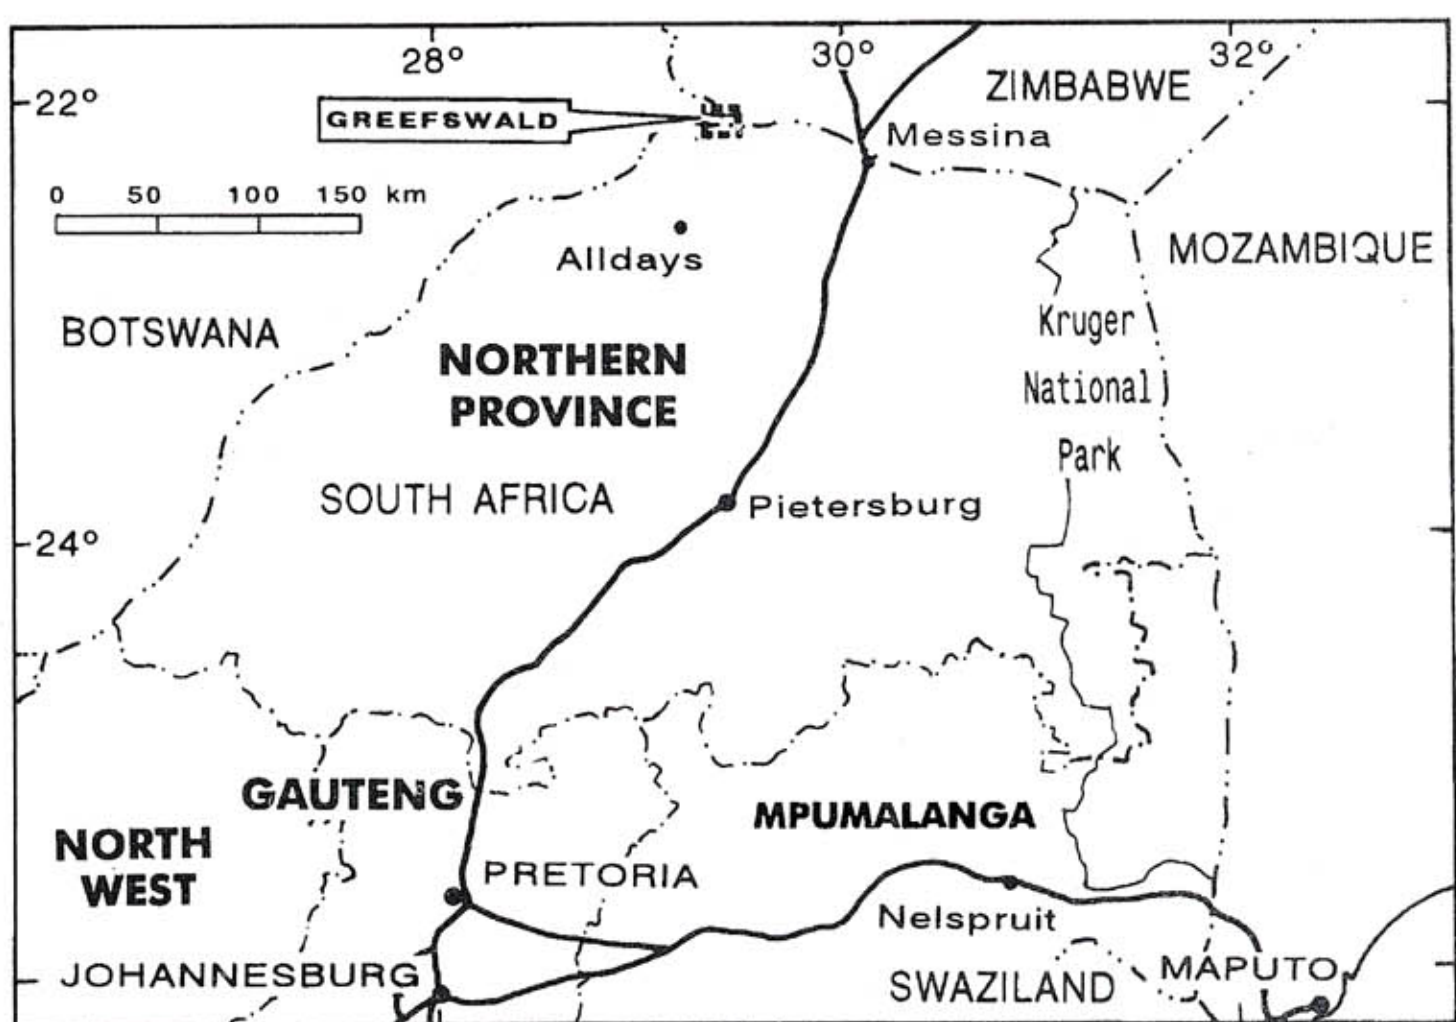 28°
30°
32°
22°
ZIMBABWE
GREEFSWALD
Messina
0 50 100 150 km
Alldays
MOZAMBIQUE
BOTSWANA
Kruger
National
Park
NORTHERN
PROVINCE
SOUTH AFRICA
Pietersburg
24°
GAUTENG
MPUMALANGA
NORTH
WEST
PRETORIA
Nelspruit
JOHANNESBURG
SWAZILAND
MAPUTO